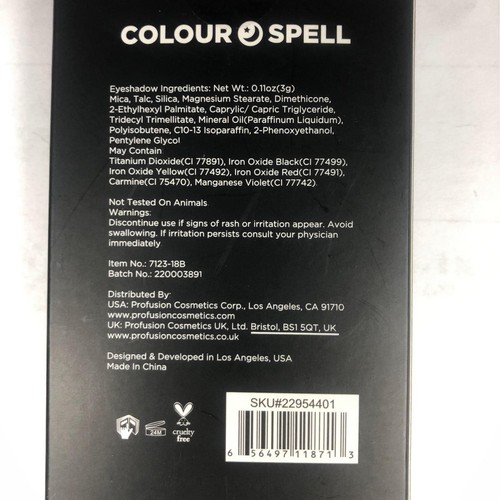 COLOUR SPELL
Eyeshadow Ingredients: Net Wt.: 0.11oz(3g)
Mica, Talc, Silica, Magnesium Stearate, Dimethicone,
2-Ethylhexyl Palmitate, Caprylic/ Capric Triglyceride,
Tridecyl Trimellitate, Mineral Oil(Paraffinum Liquidum),
Polyisobutene, C10-13 Isoparaffin, 2-Phenoxyethanol,
Pentylene Glycol
May Contain
Titanium Dioxide(CI 77891), Iron Oxide Black(CI 77499),
Iron Oxide Yellow(CI 77492), Iron Oxide Red(CI 77491),
Carmine(CI 75470), Manganese Violet(CI 77742)
Not Tested On Animals
Warnings:
Discontinue use if signs of rash or irritation appear. Avoid
swallowing. If irritation persists consult your physician
immediately
Item No.: 7123-18B
Batch No.: 220003891
Distributed By:
USA: Profusion Cosmetics Corp., Los Angeles, CA 91710
www.profusioncosmetics.com
UK: Profusion Cosmetics UK, Ltd. Bristol, BS1 5QT, UK
www.profusioncosmetics.co.uk
Designed & Developed in Los Angeles, USA
Made In China
24M
cruelty
free
SKU#22954401
6 56497 11871 3